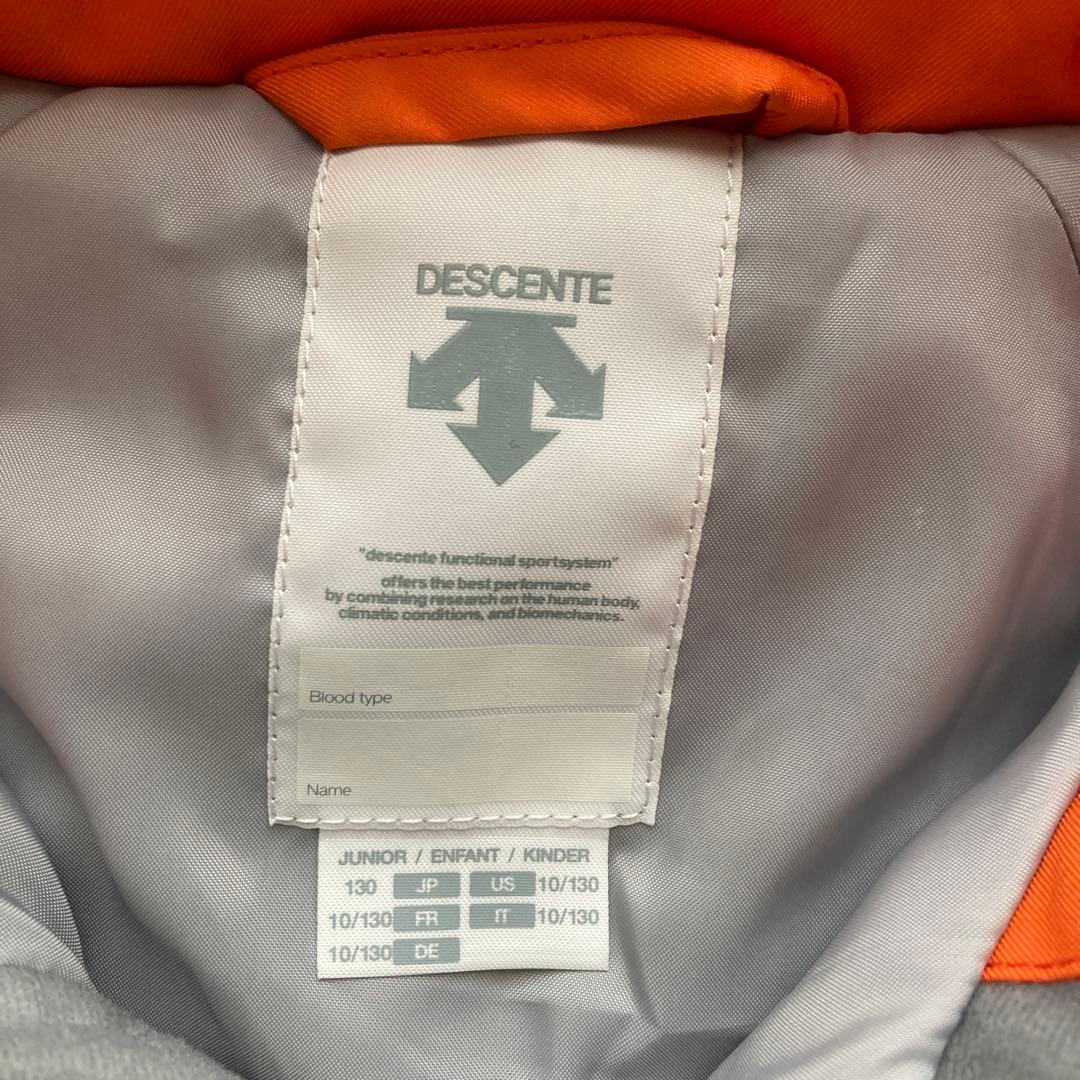 DESCENTE
"descente functional sportsystem"
offers the best performance
by combining research on the human body,
climatic conditions, and biomechanics.
Blood type
Name
JUNIOR / ENFANT / KINDER
130 JP US 10/130
10/130 FR IT 10/130
10/130 DE